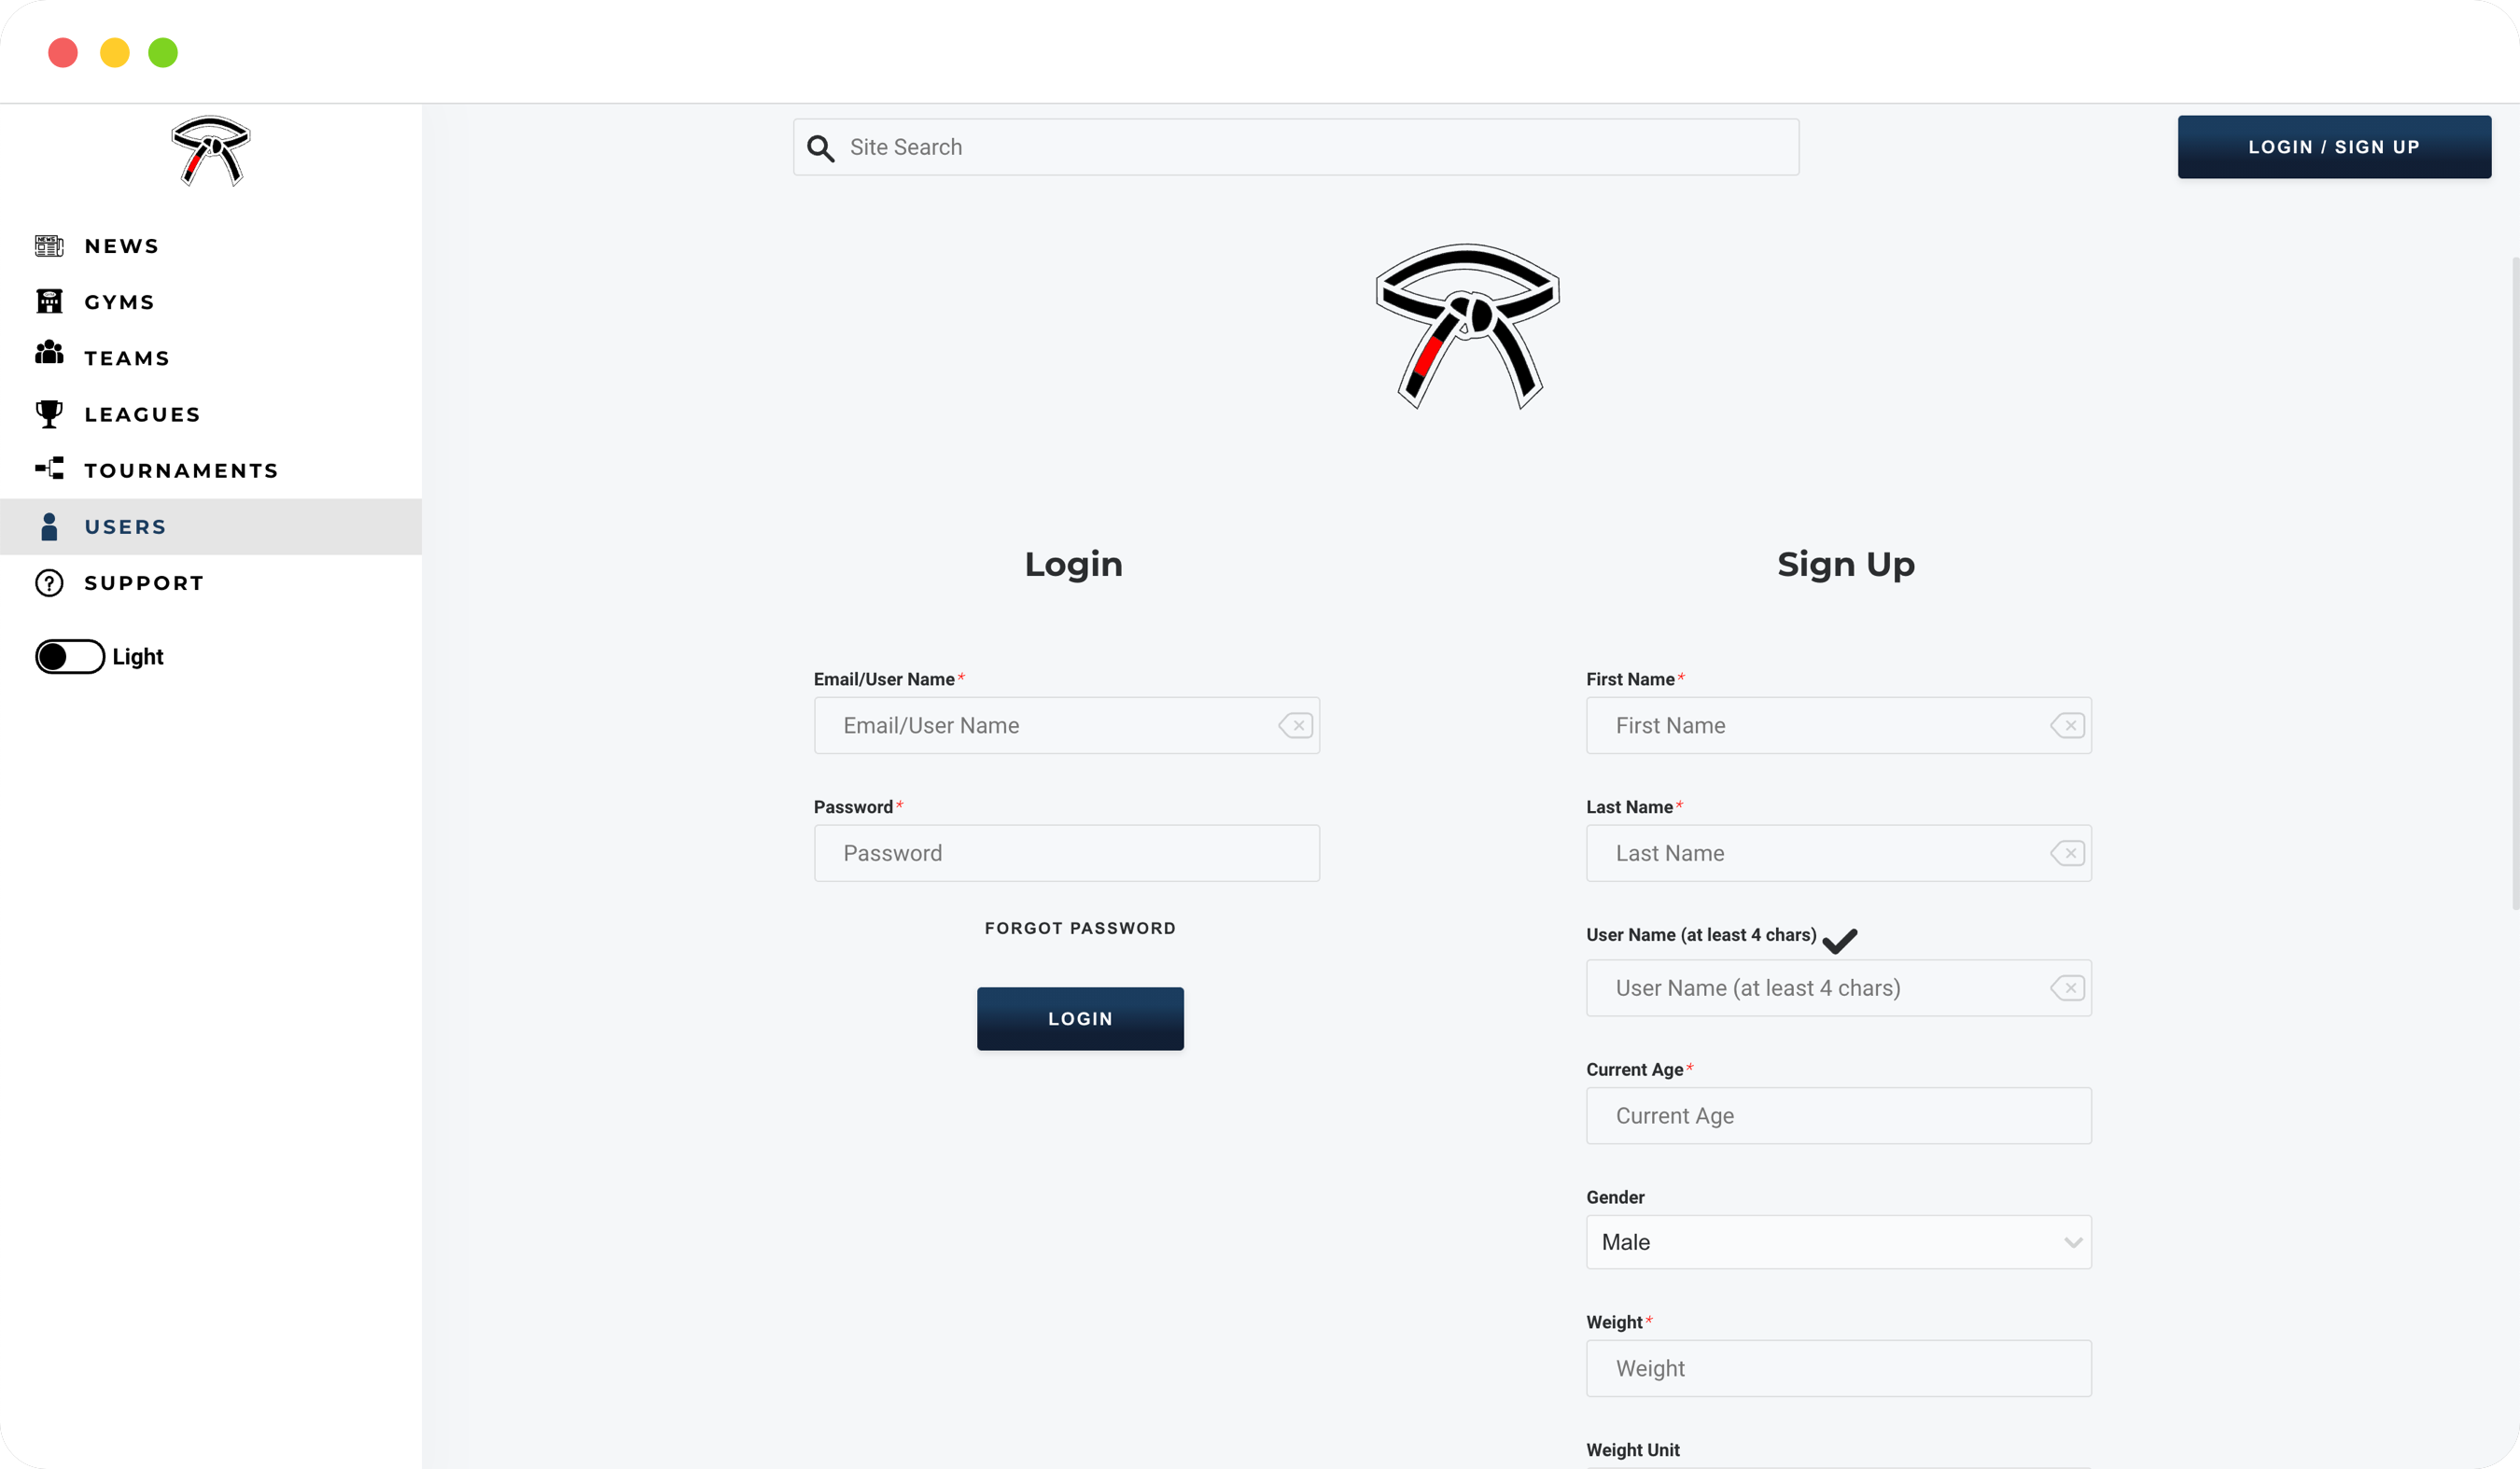 Site Search
LOGIN / SIGN UP
NEWS
GYMS
TEAMS
LEAGUES
TOURNAMENTS
USERS
SUPPORT
Light
Login
Email/User Name*
Email/User Name
Password*
Password
FORGOT PASSWORD
LOGIN
Sign Up
First Name*
First Name
Last Name*
Last Name
User Name (at least 4 chars)
User Name (at least 4 chars)
Current Age*
Current Age
Gender
Male
Weight*
Weight
Weight Unit